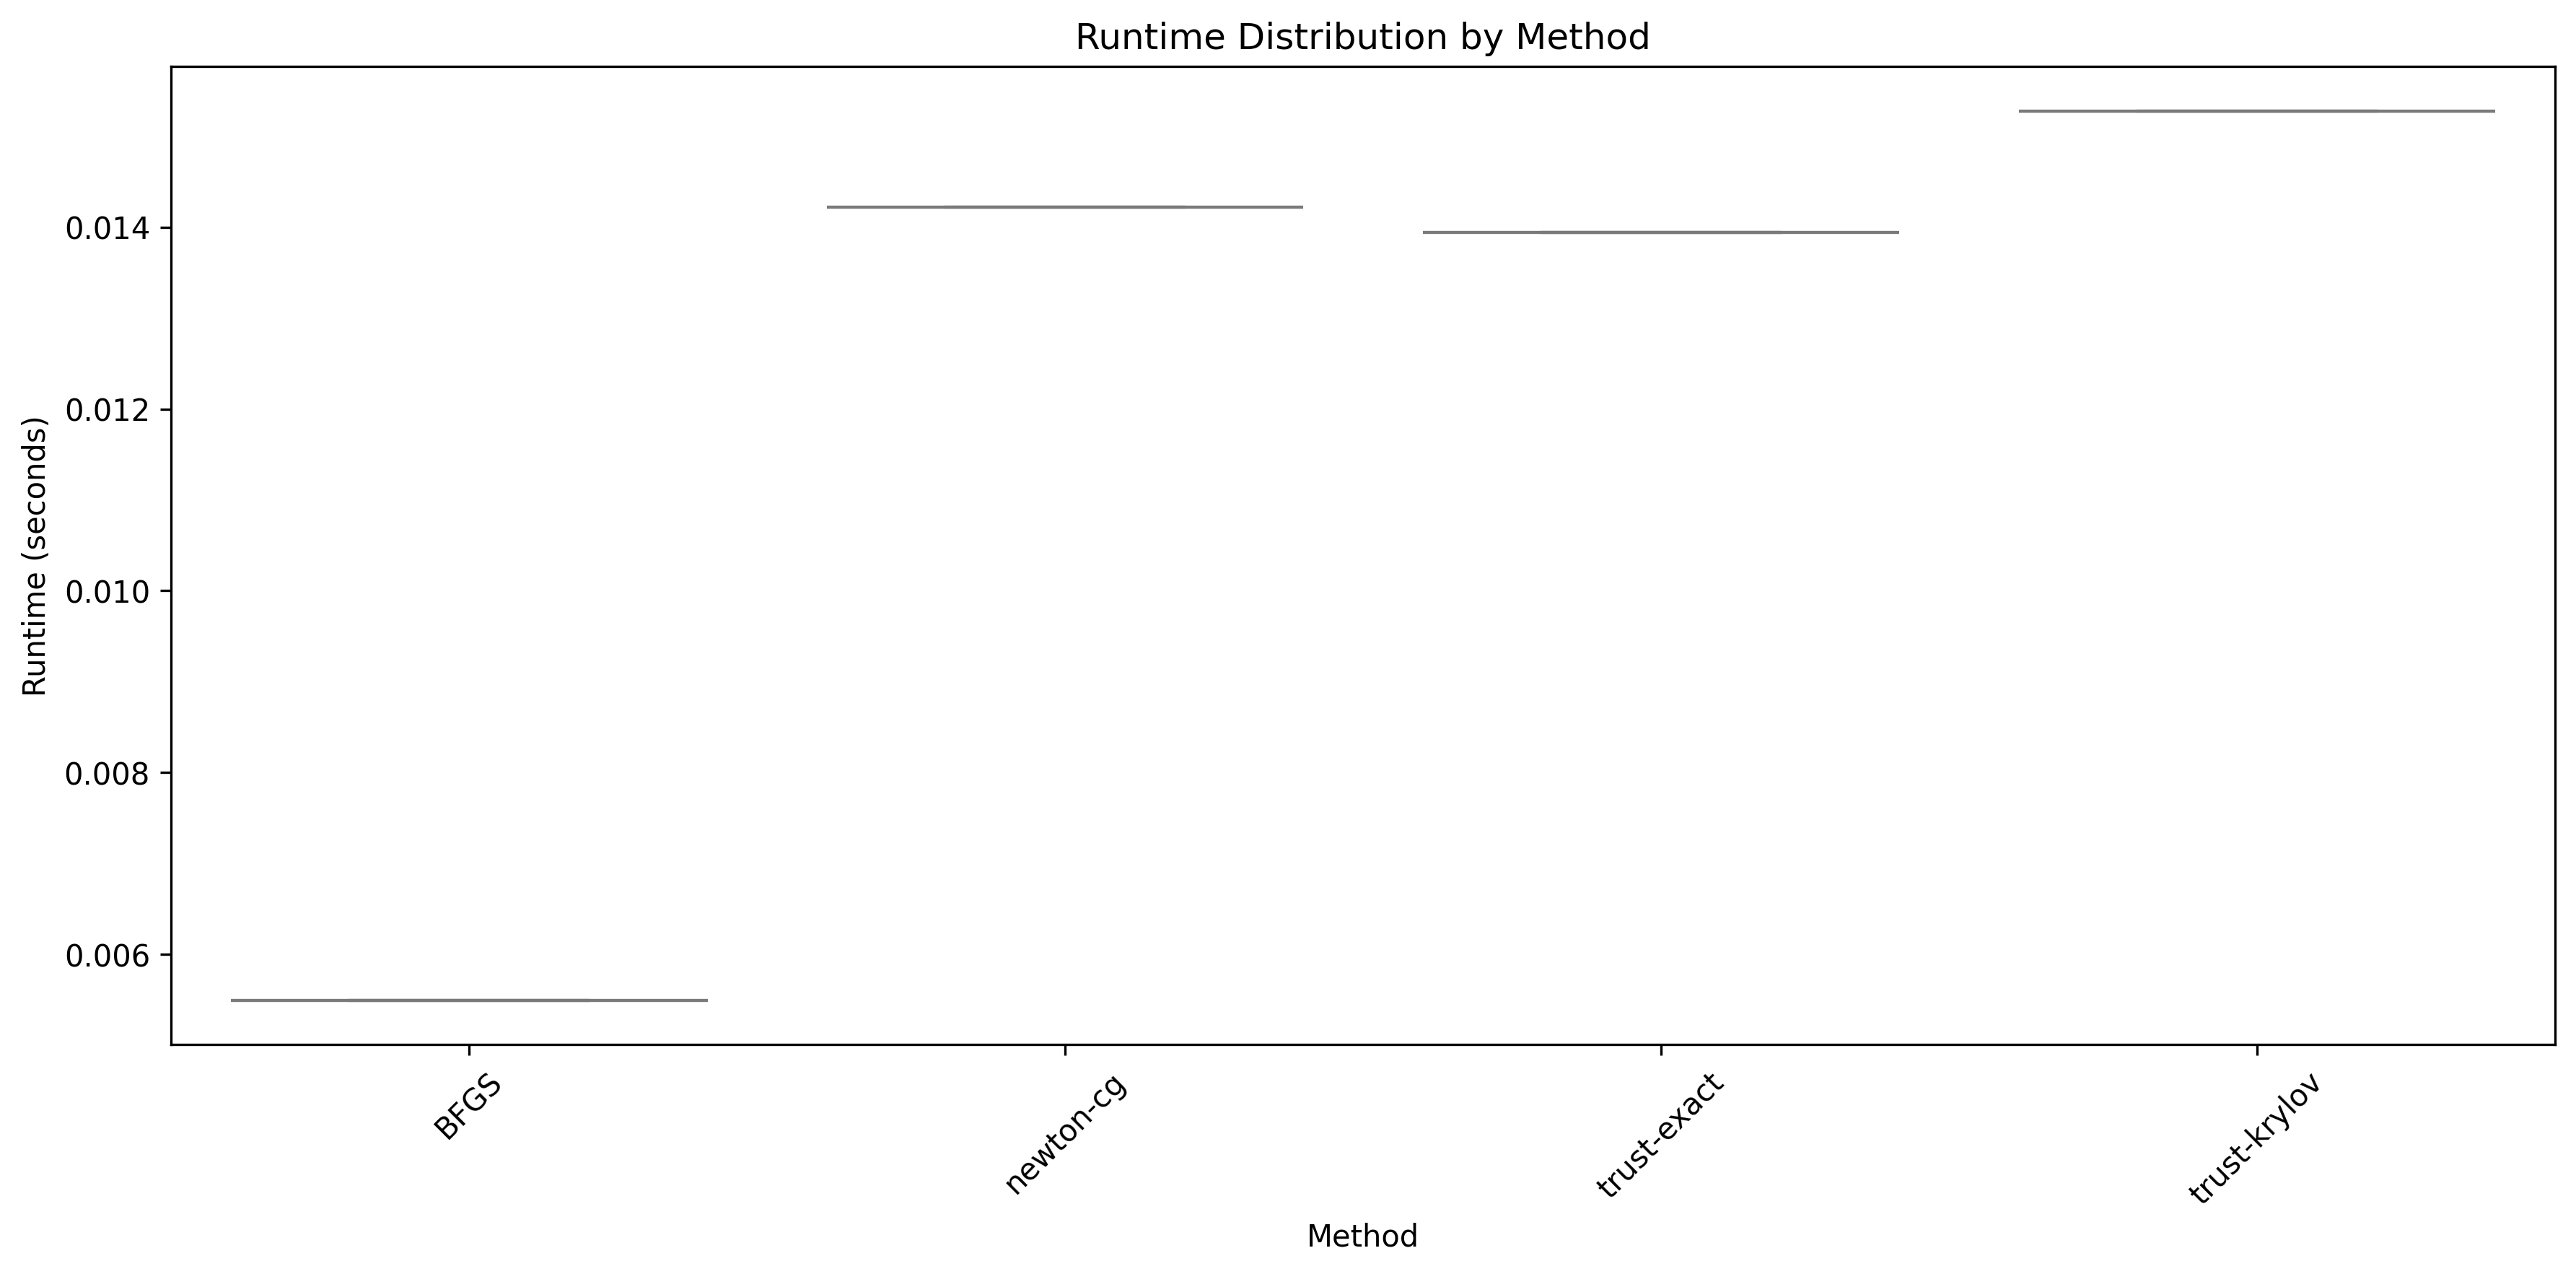 Runtime Distribution by Method
Runtime (seconds)
0.014
0.012
0.010
0.008
0.006
BFGS
newton-cg
trust-exact
trust-krylov
Method